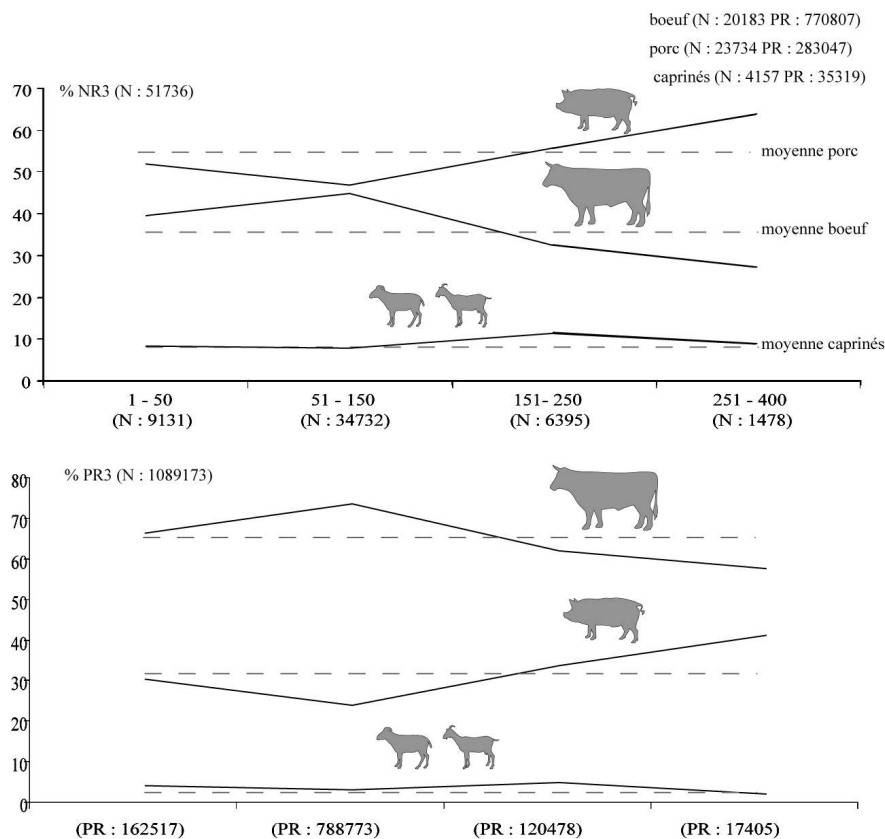 boeuf (N : 20183 PR : 770807)
porc (N : 23734 PR : 283047)
caprinés (N : 4157 PR : 35319)
% NR3 (N : 51736)
70
60
50
40
30
20
10
0
moyenne porc
moyenne boeuf
moyenne caprinés
1 - 50 51 - 150 151- 250 251 - 400
(N : 9131) (N : 34732) (N : 6395) (N : 1478)
% PR3 (N : 1089173)
80
70
60
50
40
30
20
10
0
(PR : 162517) (PR : 788773) (PR : 120478) (PR : 17405)